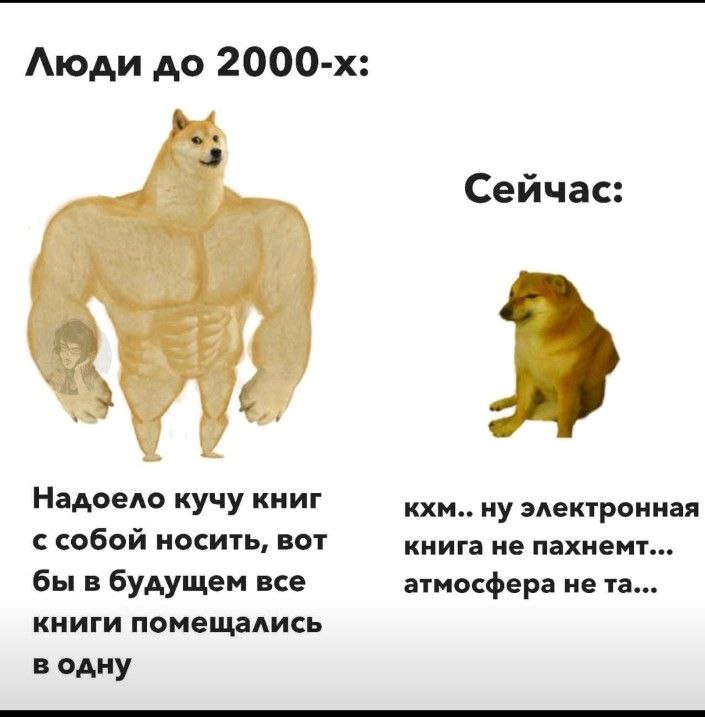 Люди до 2000-х:
Сейчас:
Надоело кучу книг
с собой носить, вот
бы в будущем все
книги помещались
в одну
кхм.. ну электронная
книга не пахнемт...
атмосфера не та...